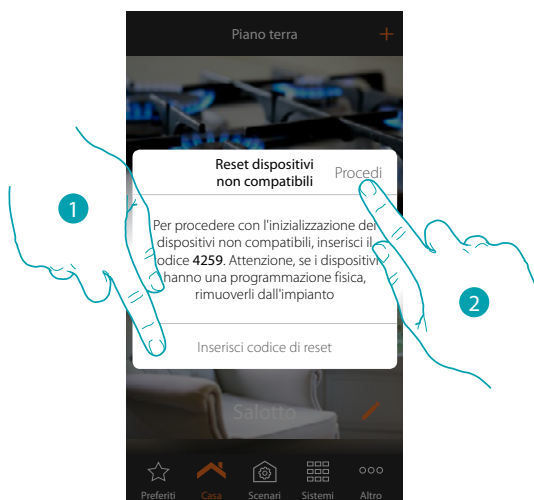 Piano terra +
Reset dispositivi
non compatibili
Procedi
Per procedere con l'inizializzazione dei
dispositivi non compatibili, inserisci il
codice 4259. Attenzione, se i dispositivi
hanno una programmazione fisica,
rimuoverli dall'impianto
Inserisci codice di reset
1
2
Salotto
Preferiti Casa Scenari Sistemi Altro